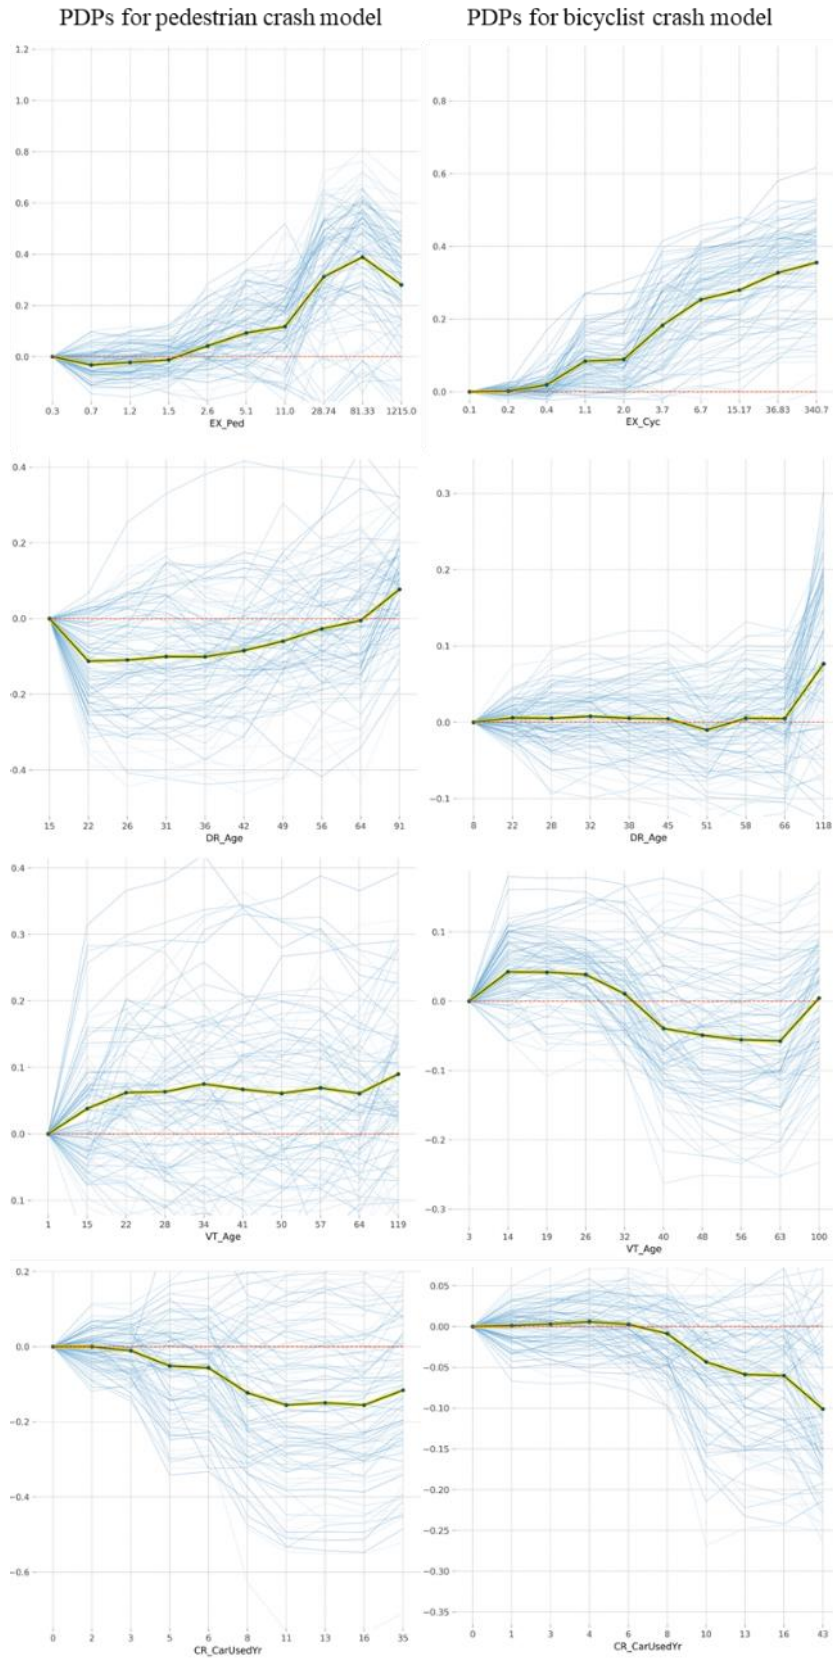 PDPs for pedestrian crash model
PDPs for bicyclist crash model
1.2
1.0
0.8
0.6
0.4
0.2
0.0
0.3 0.7 1.2 1.5 2.6 5.1 11.0 28.74 81.33 1215.0
EX_Ped
0.8
0.6
0.4
0.2
0.0
0.1 0.2 0.4 1.1 2.0 3.7 6.7 15.17 36.83 340.7
EX_Cyc
0.4
0.2
0.0
-0.2
-0.4
15 22 26 31 36 42 49 56 64 91
DR_Age
0.3
0.2
0.1
0.0
-0.1
8 22 28 32 38 45 51 58 66 118
DR_Age
0.4
0.3
0.2
0.1
0.0
0.1
1 15 22 28 34 41 50 57 64 119
VT_Age
0.1
0.0
-0.1
-0.2
-0.3
3 14 19 26 32 40 48 56 63 100
VT_Age
0.2
0.0
-0.2
-0.4
-0.6
0 2 3 5 6 8 11 13 16 35
CR_CarUsedYr
0.05
0.00
-0.05
-0.10
-0.15
-0.20
-0.25
-0.30
-0.35
0 1 3 4 6 8 10 13 16 43
CR_CarUsedYr